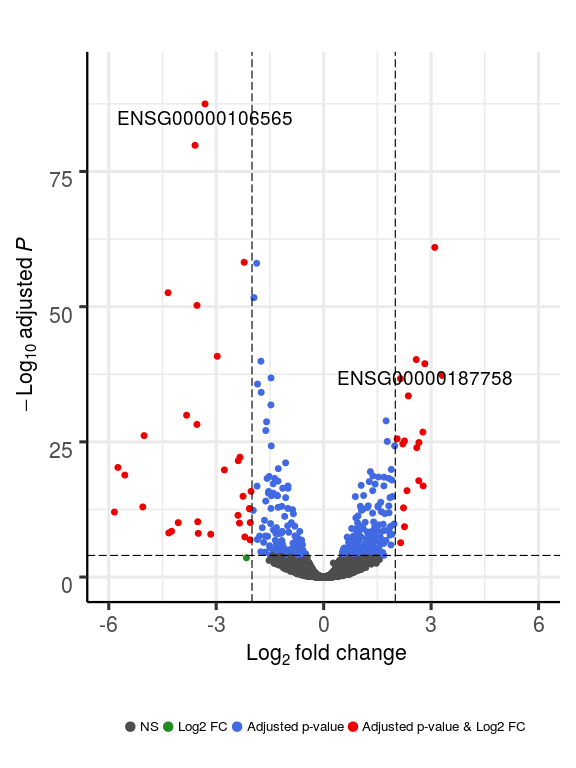 ENSG00000106565
ENSG00000187758
75
50
25
0
-6
-3
0
3
6
− Log10 adjusted P
Log2 fold change
NS Log2 FC Adjusted p-value Adjusted p-value & Log2 FC